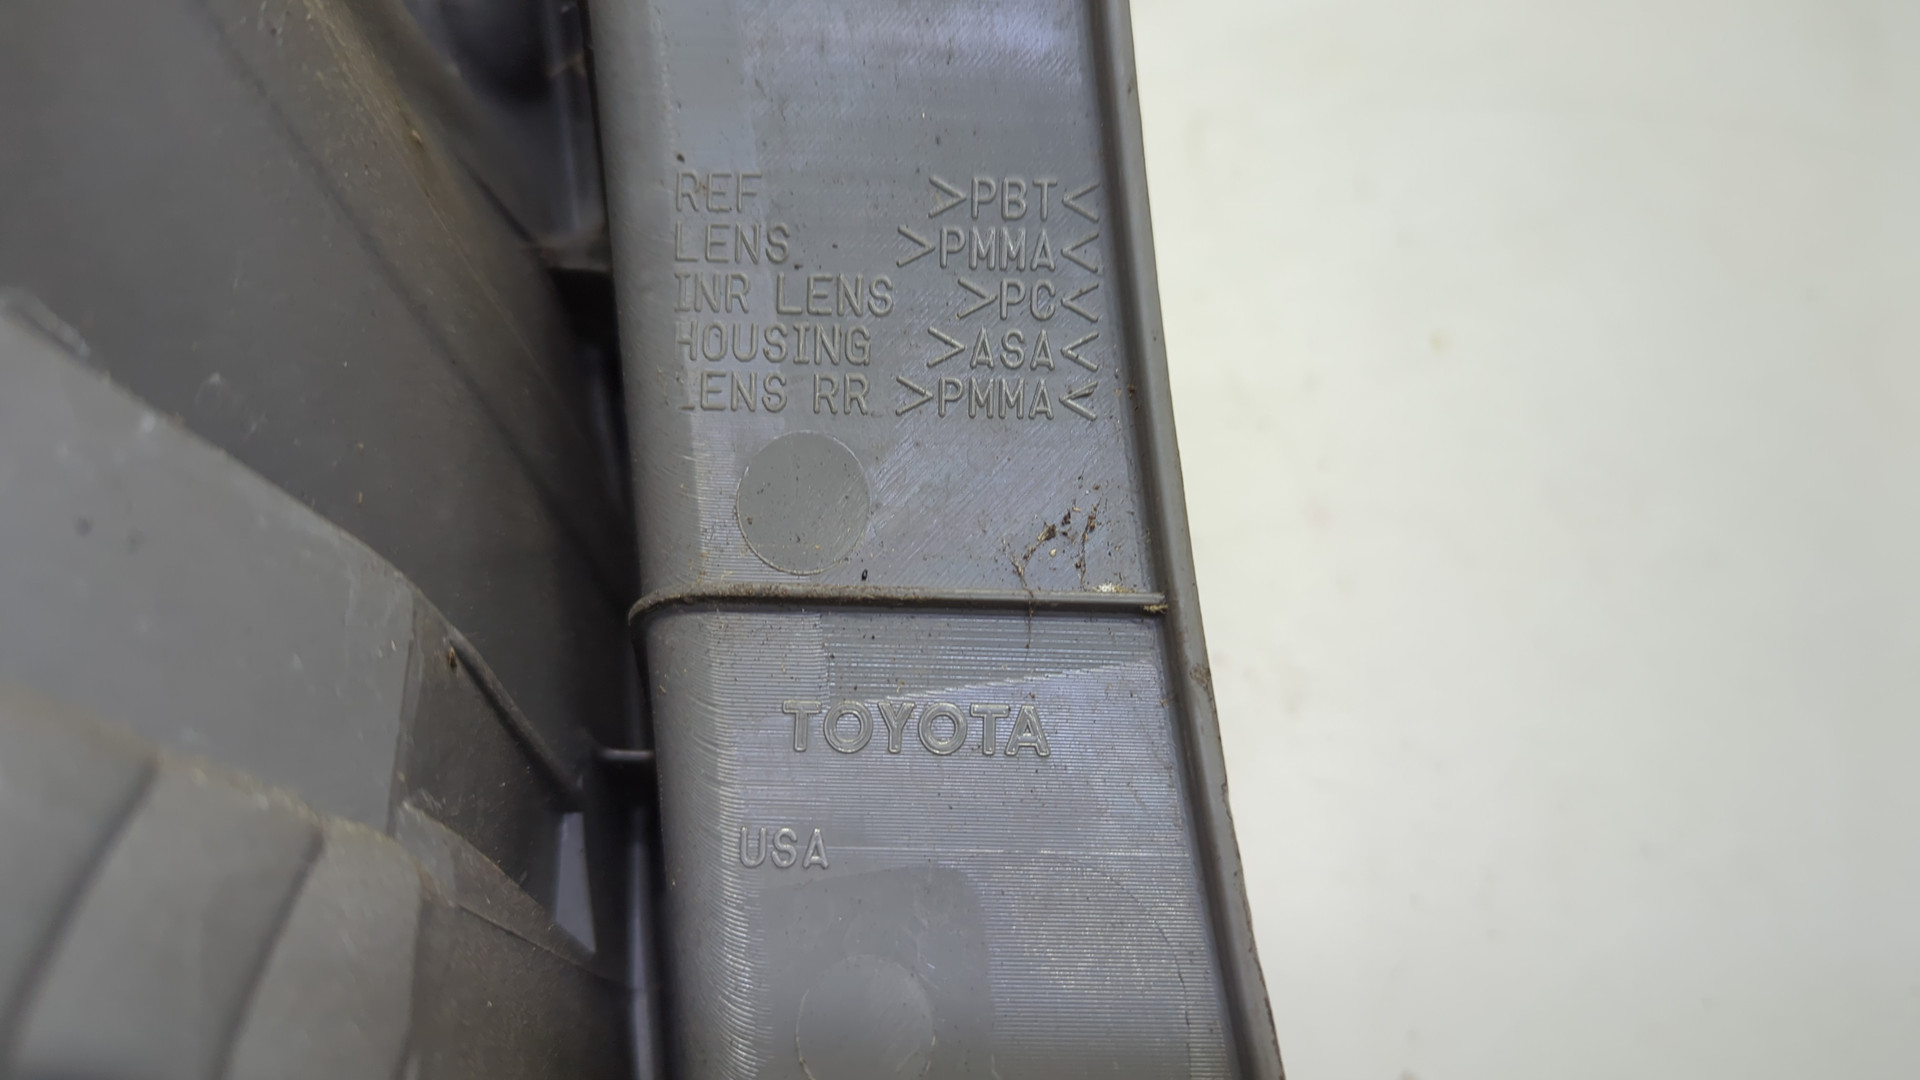 REF >PBT<
LENS >PMMA<
INR LENS >PC<
HOUSING >ASA<
LENS RR >PMMA<
TOYOTA
USA